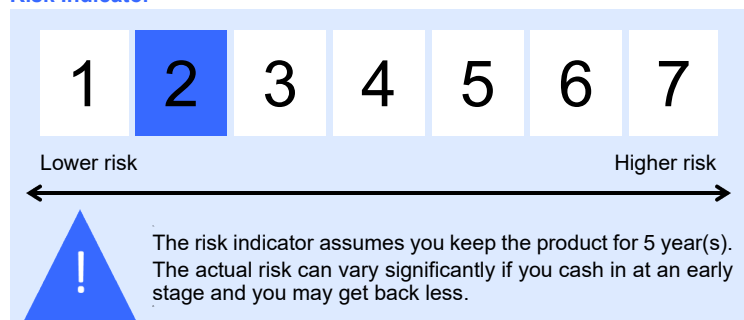 Risk Indicator
1 2 3 4 5 6 7
Lower risk Higher risk
The risk indicator assumes you keep the product for 5 year(s).
! The actual risk can vary significantly if you cash in at an early
stage and you may get back less.